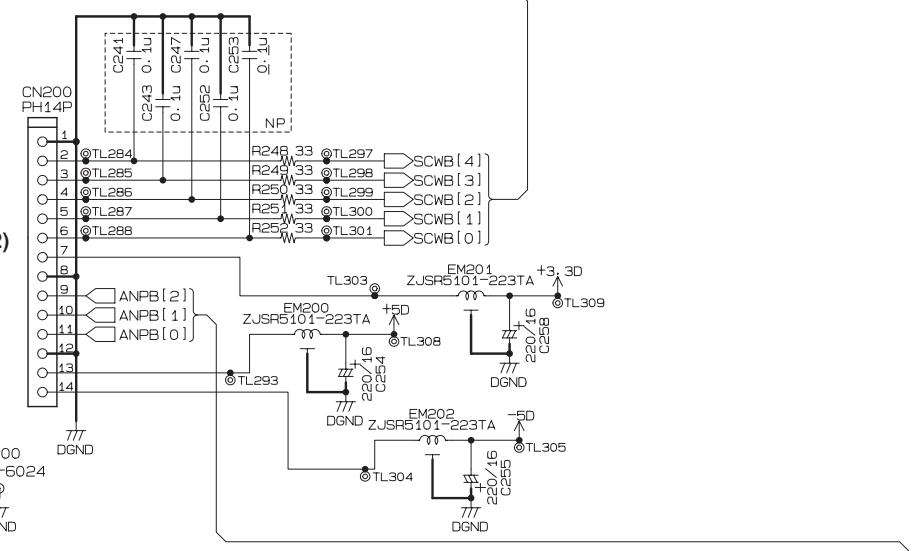 C241
0.1u
C247
0.1u
C253
0.1u
C243
0.1u
C252
0.1u
NP
CN200
PH14P
1
2
TL284
R248 33
TL297
SCWB[4]
3
TL285
R249 33
TL298
SCWB[3]
4
TL286
R250 33
TL299
SCWB[2]
5
TL287
R251 33
TL300
SCWB[1]
6
TL288
R252 33
TL301
SCWB[0]
7
8
9
ANPB[2]
10
ANPB[1]
11
ANPB[0]
12
13
14
TL303
EM201
ZJSR5101-223TA
+3.3D
TL309
220/16
C258
DGND
EM200
ZJSR5101-223TA
+5D
TL308
TL293
220/16
C254
DGND
EM202
ZJSR5101-223TA
-5D
TL305
TL304
220/16
C255
DGND
DGND
00
-6024
ND
2)